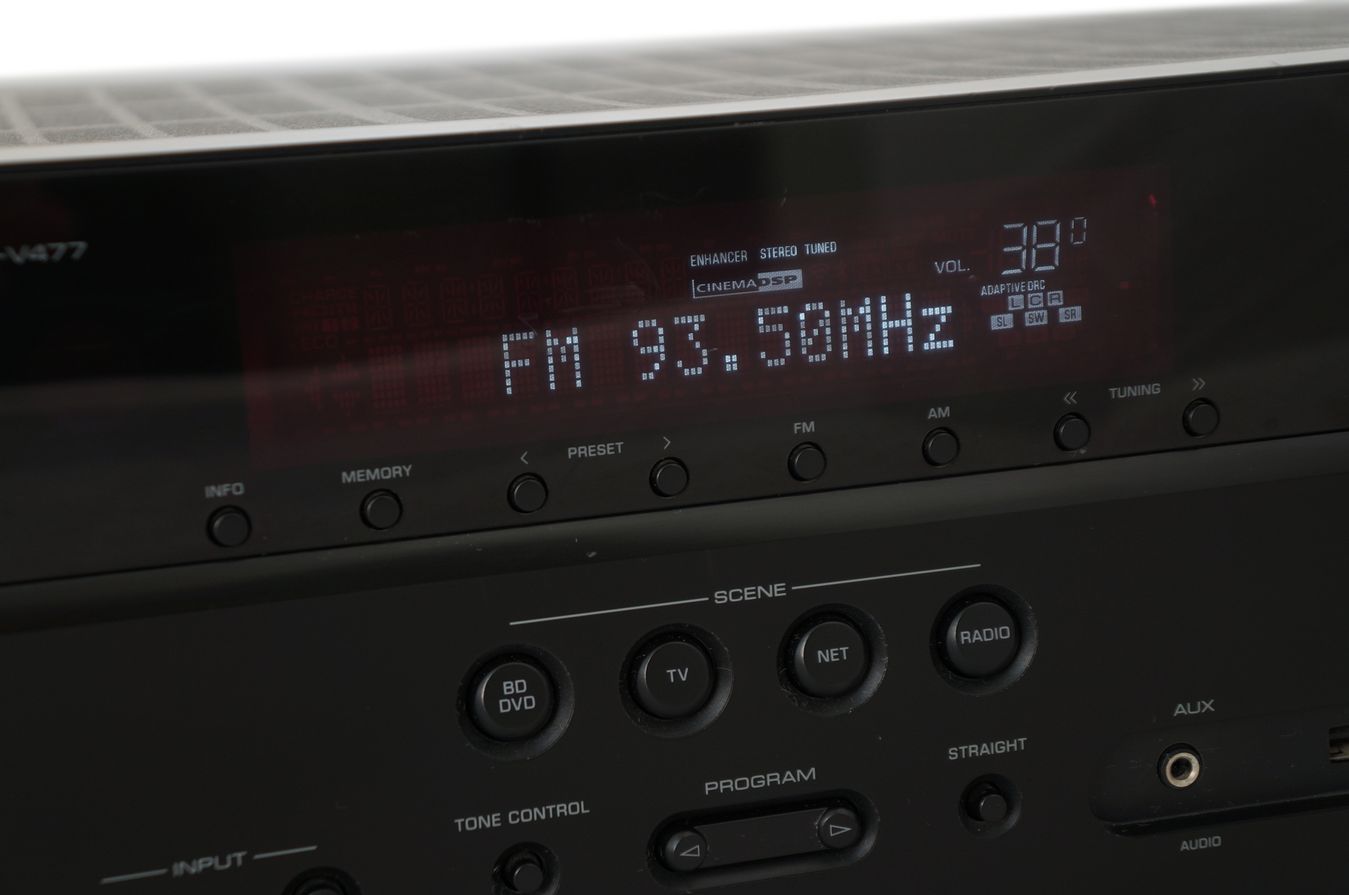 -V477
ENHANCER STEREO TUNED
CINEMA DSP
VOL. 38 0
ADAPTIVE DRC
L C R
SL SW SR
FM 93.50MHz
INFO
MEMORY
< PRESET >
FM
AM
« TUNING »
SCENE
BD
DVD
TV
NET
RADIO
TONE CONTROL
PROGRAM
STRAIGHT
AUX
AUDIO
INPUT